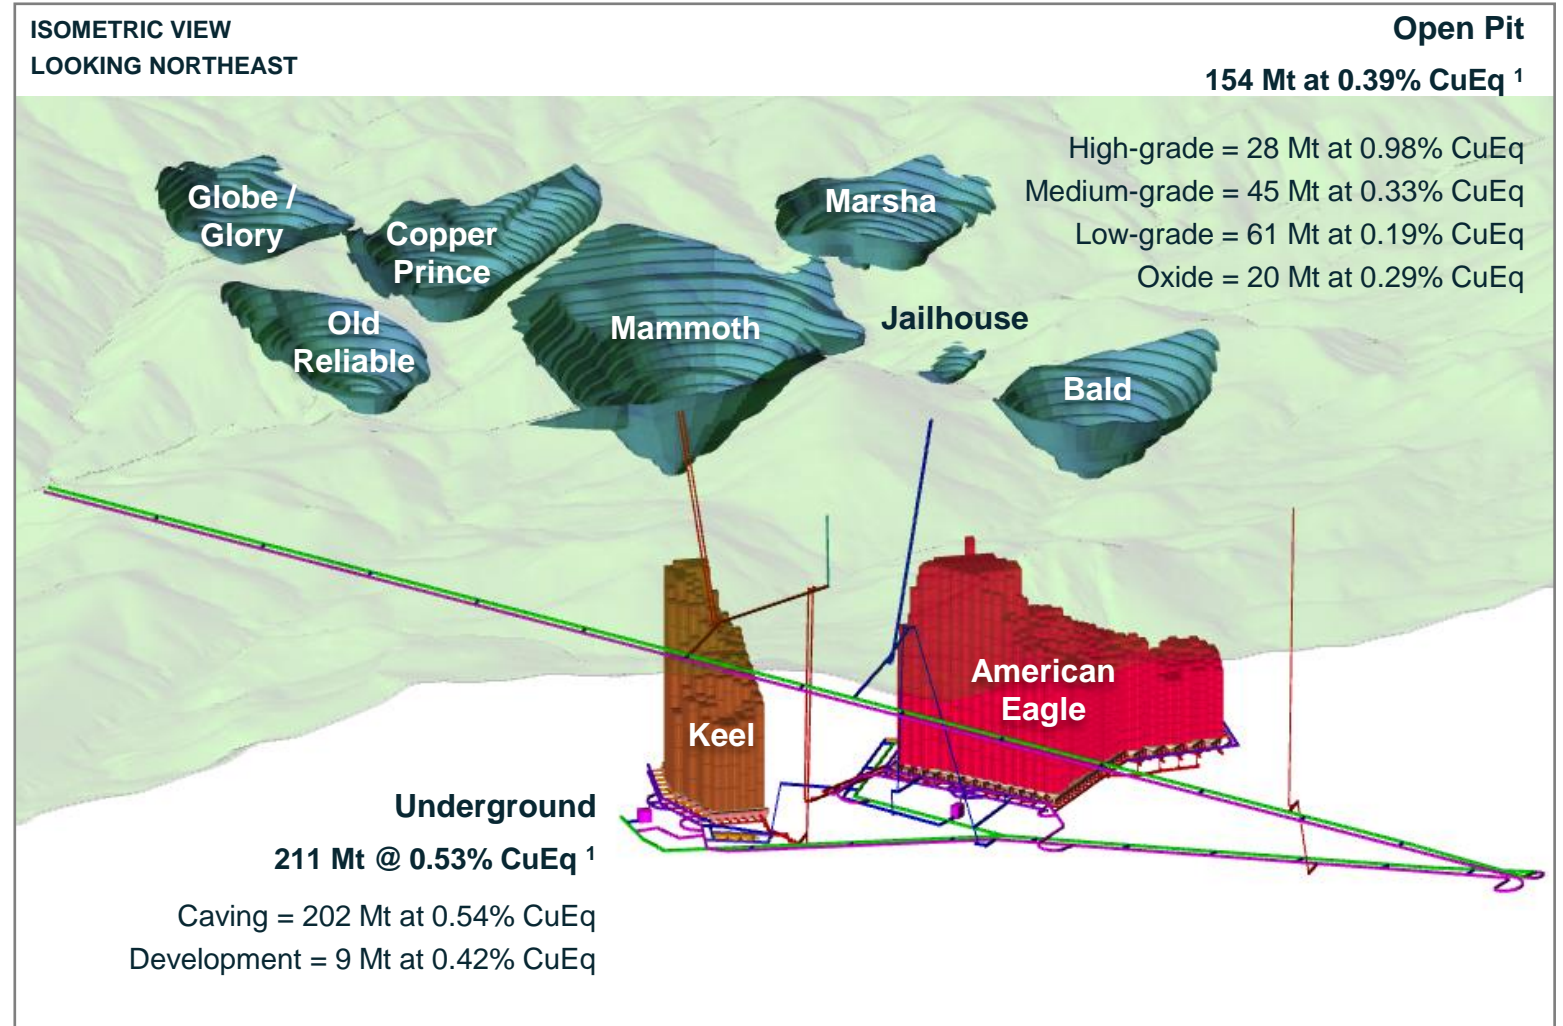 ISOMETRIC VIEW
LOOKING NORTHEAST
Open Pit
154 Mt at 0.39% CuEq ¹
High-grade = 28 Mt at 0.98% CuEq
Medium-grade = 45 Mt at 0.33% CuEq
Low-grade = 61 Mt at 0.19% CuEq
Oxide = 20 Mt at 0.29% CuEq
Globe /
Glory
Copper
Prince
Marsha
Old
Reliable
Mammoth
Jailhouse
Bald
American
Eagle
Keel
Underground
211 Mt @ 0.53% CuEq ¹
Caving = 202 Mt at 0.54% CuEq
Development = 9 Mt at 0.42% CuEq